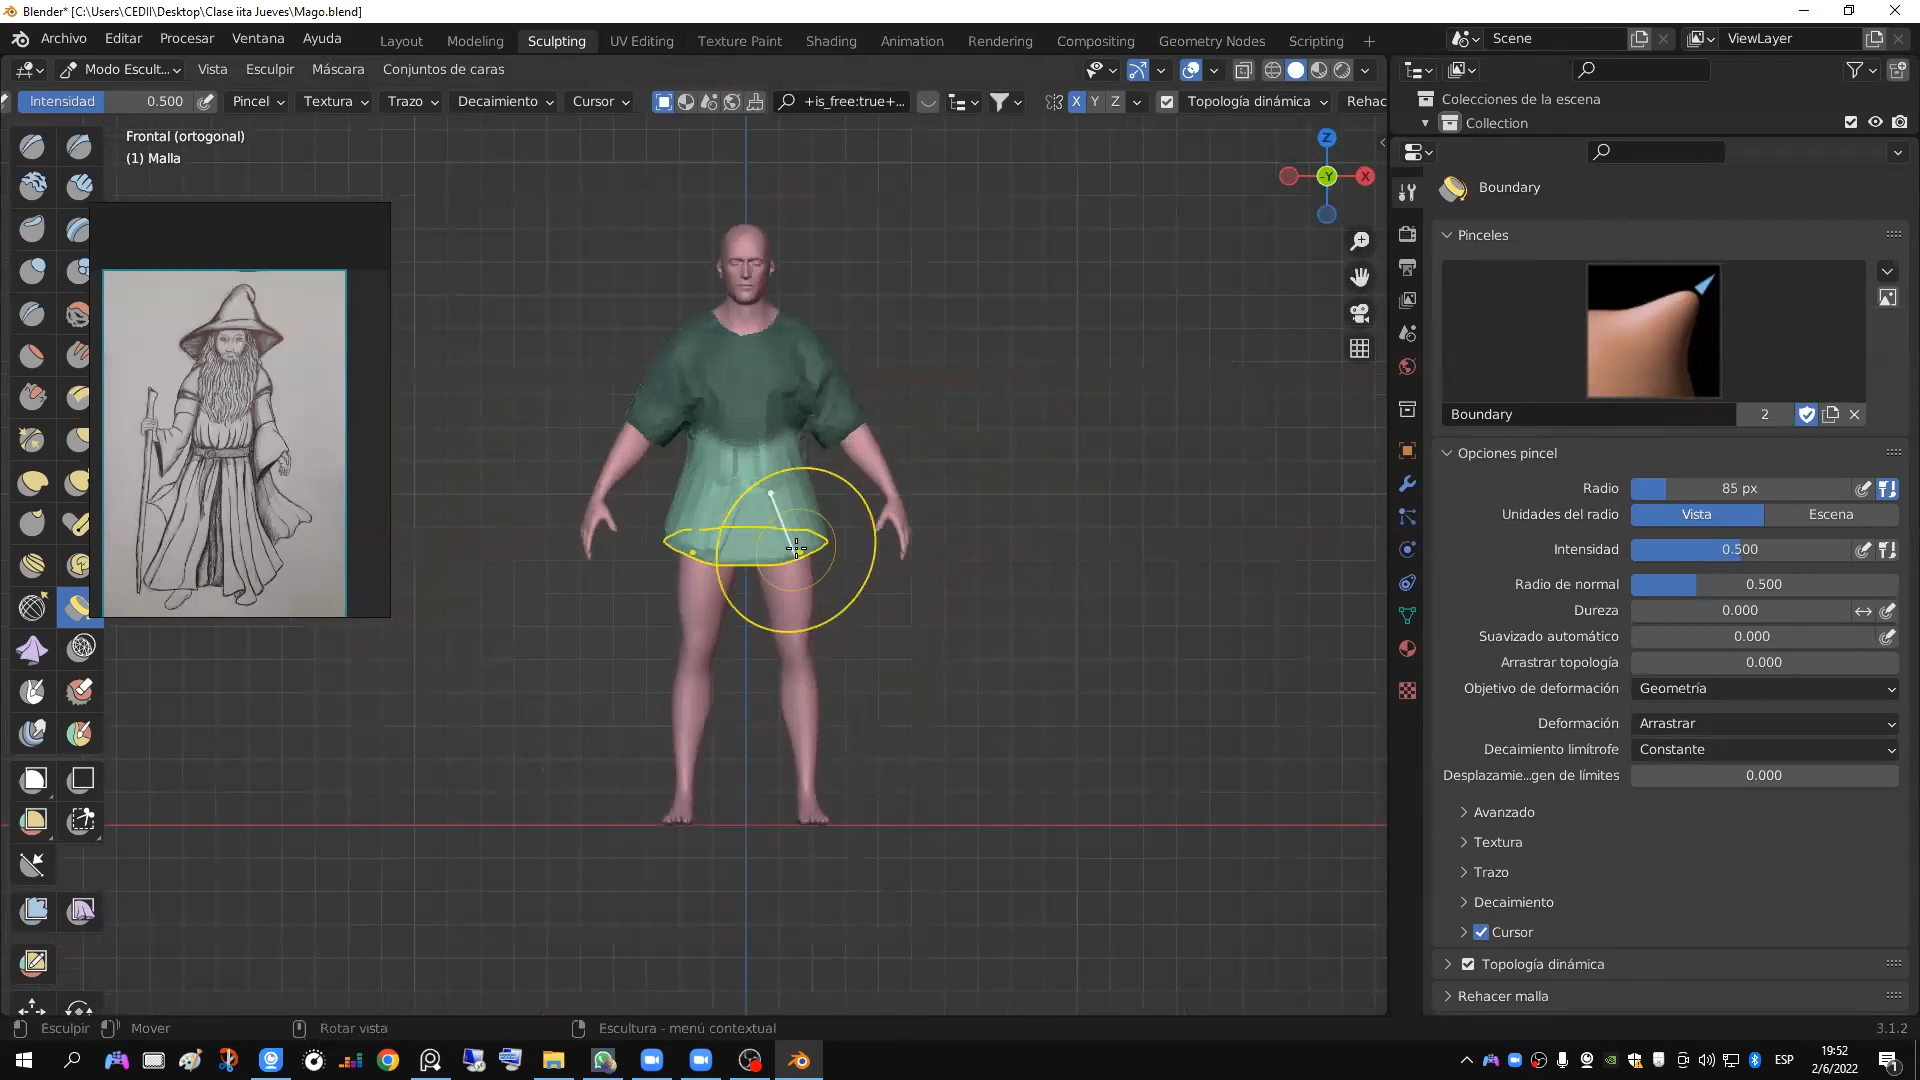 Blender* [C:\Users\CEDII\Desktop\Clase iita Jueves\Mago.blend]
Archivo Editar Procesar Ventana Ayuda Layout Modeling Sculpting UV Editing Texture Paint Shading Animation Rendering Compositing Geometry Nodes Scripting Scene ViewLayer
Modo Escult... Vista Esculpir Máscara Conjuntos de caras
Intensidad 0.500 Pincel Textura Trazo Decaimiento Cursor +is_free:true+... X Y Z Topología dinámica Rehac
Colecciones de la escena
Collection
Frontal (ortogonal)
(1) Malla
Z
-Y X
Boundary
Pinceles
Boundary 2
Opciones pincel
Radio 85 px
Unidades del radio Vista Escena
Intensidad 0.500
Radio de normal 0.500
Dureza 0.000
Suavizado automático 0.000
Arrastrar topología 0.000
Objetivo de deformación Geometría
Deformación Arrastrar
Decaimiento limítrofe Constante
Desplazamie...gen de límites 0.000
Avanzado
Textura
Trazo
Decaimiento
Cursor
Topología dinámica
Rehacer malla
Esculpir Mover Rotar vista Escultura - menú contextual 3.1.2
ESP 19:52
2/6/2022 1